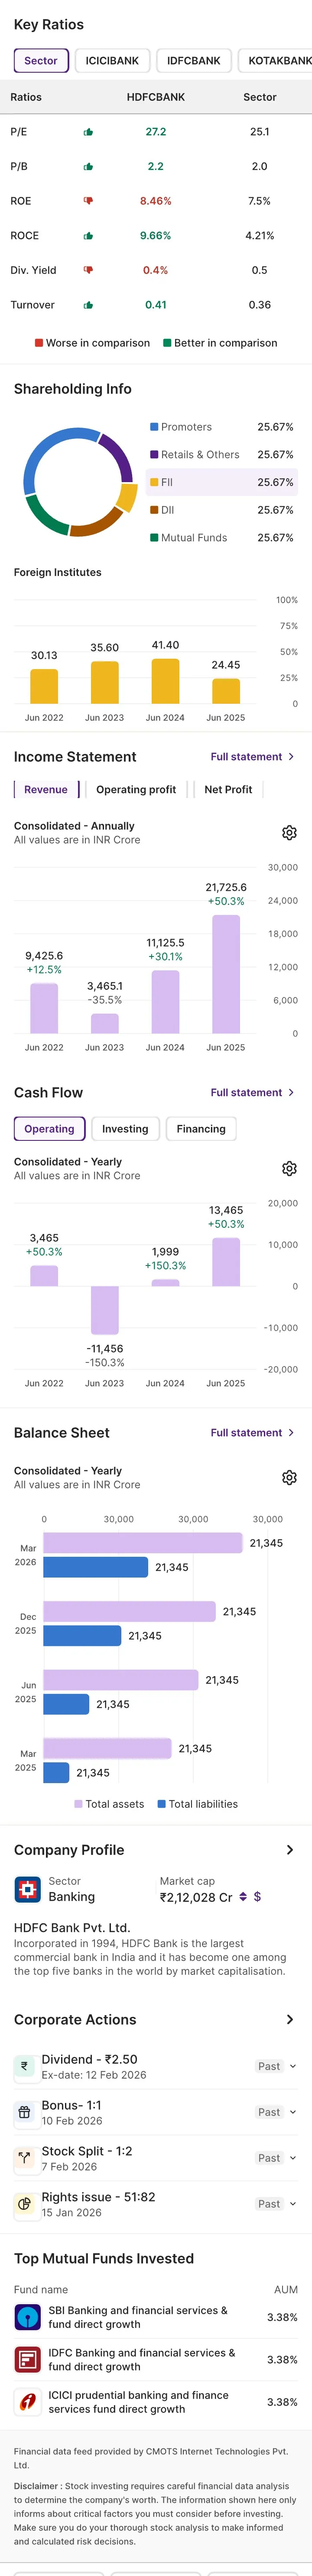 Key Ratios
Sector ICICIBANK IDFCBANK KOTAKBANK
Ratios HDFCBANK Sector
P/E 27.2 25.1
P/B 2.2 2.0
ROE 8.46% 7.5%
ROCE 9.66% 4.21%
Div. Yield 0.4% 0.5
Turnover 0.41 0.36
Worse in comparison Better in comparison
Shareholding Info
Promoters 25.67%
Retails & Others 25.67%
FII 25.67%
DII 25.67%
Mutual Funds 25.67%
Foreign Institutes
100%
75%
50%
25%
0
30.13 35.60 41.40 24.45
Jun 2022 Jun 2023 Jun 2024 Jun 2025
Income Statement Full statement
Revenue Operating profit Net Profit
Consolidated - Annually
All values are in INR Crore
30,000
24,000
18,000
12,000
6,000
0
9,425.6
+12.5%
3,465.1
-35.5%
11,125.5
+30.1%
21,725.6
+50.3%
Jun 2022 Jun 2023 Jun 2024 Jun 2025
Cash Flow Full statement
Operating Investing Financing
Consolidated - Yearly
All values are in INR Crore
20,000
10,000
0
-10,000
-20,000
3,465
+50.3%
-11,456
-150.3%
1,999
+150.3%
13,465
+50.3%
Jun 2022 Jun 2023 Jun 2024 Jun 2025
Balance Sheet Full statement
Consolidated - Yearly
All values are in INR Crore
0 30,000 30,000 30,000
Mar
2026
21,345
21,345
Dec
2025
21,345
21,345
Jun
2025
21,345
21,345
Mar
2025
21,345
21,345
Total assets Total liabilities
Company Profile
Sector
Banking
Market cap
₹2,12,028 Cr $
HDFC Bank Pvt. Ltd.
Incorporated in 1994, HDFC Bank is the largest
commercial bank in India and it has become one among
the top five banks in the world by market capitalisation.
Corporate Actions
₹ Dividend - ₹2.50 Past
Ex-date: 12 Feb 2026
Bonus- 1:1 Past
10 Feb 2026
Stock Split - 1:2 Past
7 Feb 2026
Rights issue - 51:82 Past
15 Jan 2026
Top Mutual Funds Invested
Fund name AUM
SBI Banking and financial services &
fund direct growth
3.38%
IDFC Banking and financial services &
fund direct growth
3.38%
ICICI prudential banking and finance
services fund direct growth
3.38%
Financial data feed provided by CMOTS Internet Technologies Pvt.
Ltd.
Disclaimer : Stock investing requires careful financial data analysis
to determine the company's worth. The information shown here only
informs about critical factors you must consider before investing.
Make sure you do your thorough stock analysis to make informed
and calculated risk decisions.